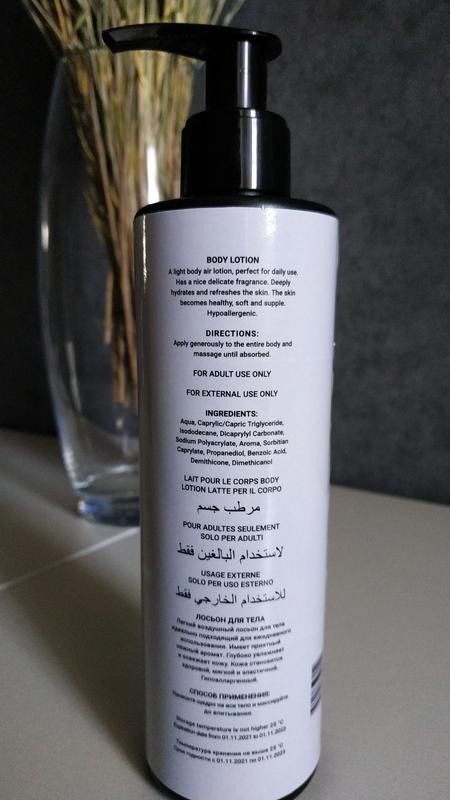 BODY LOTION
A light body air lotion, perfect for daily use.
Has a nice delicate fragrance. Deeply
hydrates and refreshes the skin. The skin
becomes healthy, soft and supple.
Hypoallergenic.
DIRECTIONS:
Apply generously to the entire body and
massage until absorbed.
FOR ADULT USE ONLY
FOR EXTERNAL USE ONLY
INGREDIENTS:
Aqua, Caprylic/Capric Triglyceride,
Isododecane, Dicaprylyl Carbonate,
Sodium Polyacrylate, Aroma, Sorbitian
Caprylate, Propanediol, Benzoic Acid,
Demithicone, Dimethicanol
LAIT POUR LE CORPS BODY
LOTION LATTE PER IL CORPO
مرطب جسم
POUR ADULTES SEULEMENT
SOLO PER ADULTI
لاستخدام البالغين فقط
USAGE EXTERNE
SOLO PER USO ESTERNO
للاستخدام الخارجي فقط
ЛОСЬОН ДЛЯ ТЕЛА
Легкий воздушный лосьон для тела
идеально подходящий для ежедневного
использования. Имеет приятный
нежный аромат. Глубоко увлажняет
и освежает кожу. Кожа становится
здоровой, мягкой и эластичной.
Гипоаллергенный.
СПОСОБ ПРИМЕНЕНИЯ:
Нанесите щедро на все тело и массируйте
до впитывания.
Storage temperature is not higher 25 °C
Expiration date from 01.11.2021 to 01.11.2023
Температура хранения не выше 25 °C
Срок годности с 01.11.2021 по 01.11.2023